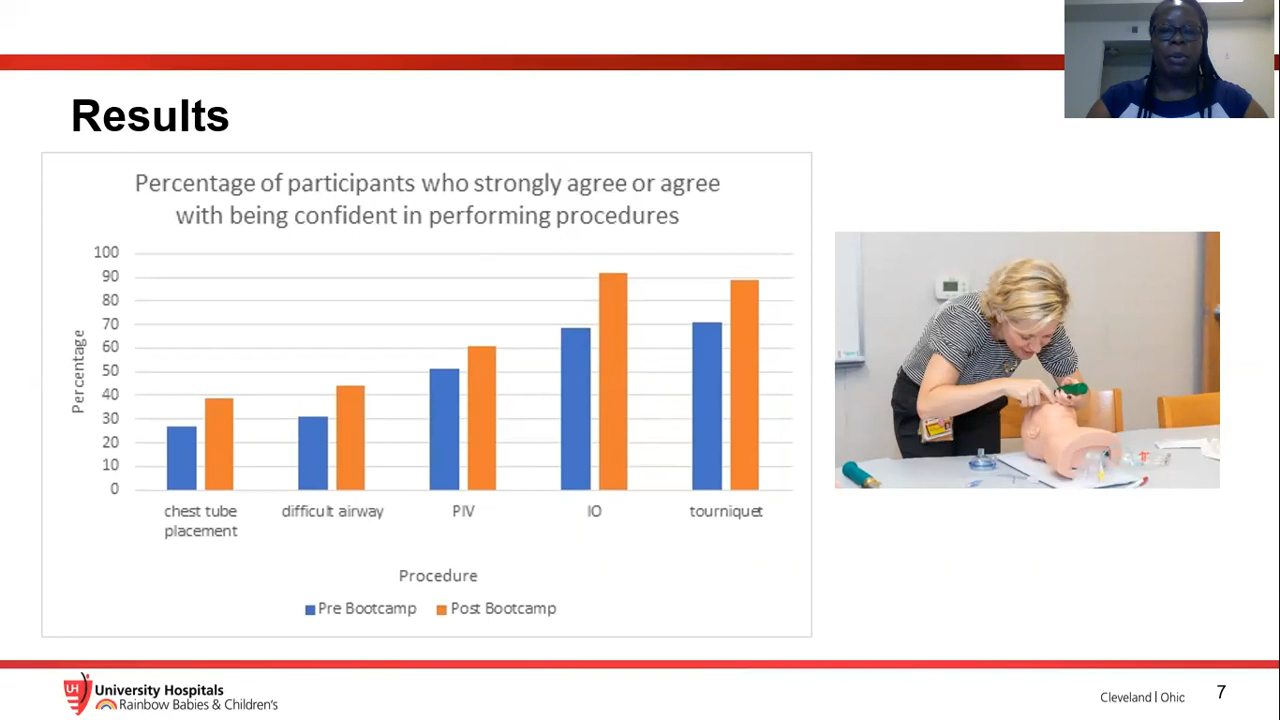 Results
Percentage of participants who strongly agree or agree
with being confident in performing procedures
100
90
80
70
60
50
40
30
20
10
0
Percentage
chest tube
placement
difficult airway
PIV
IO
tourniquet
Procedure
Pre Bootcamp
Post Bootcamp
UH
University Hospitals
Rainbow Babies & Children's
Cleveland | Ohio
7